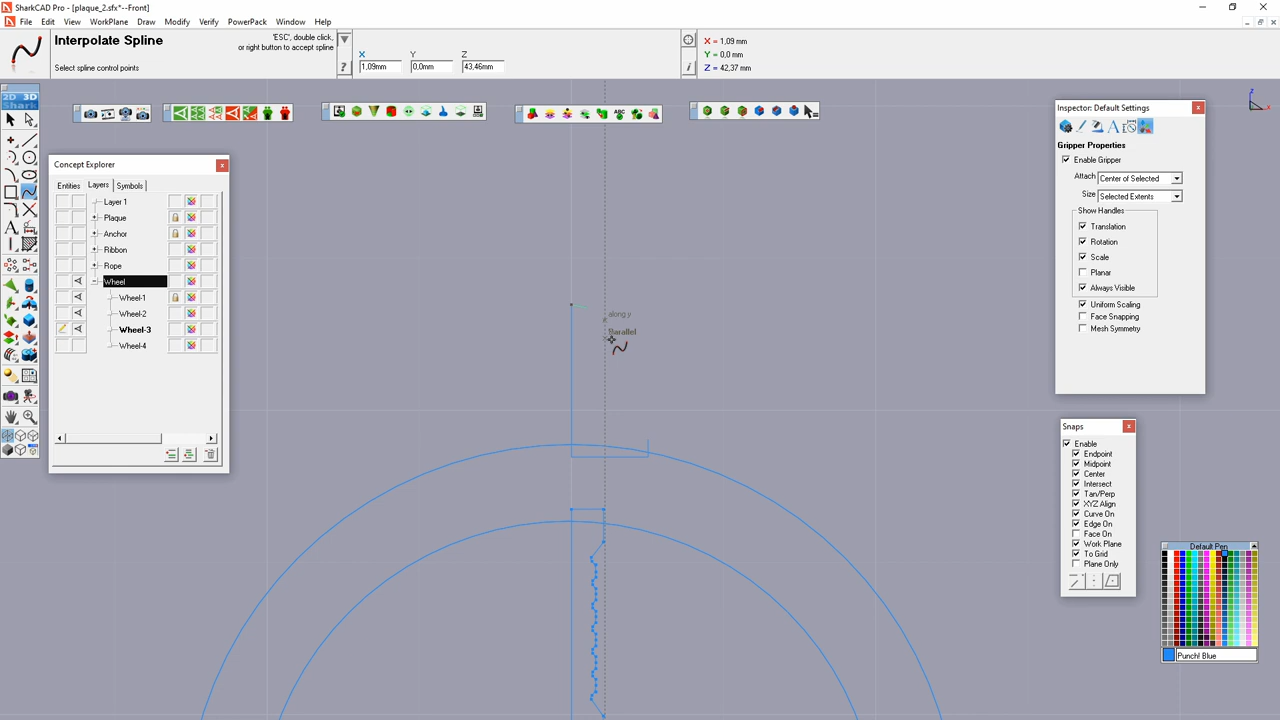 SharkCAD Pro - [plaque_2.sfx*--Front]
File Edit View WorkPlane Draw Modify Verify PowerPack Window Help
Interpolate Spline
'ESC', double click,
or right button to accept spline
Select spline control points
X Y Z
1,09mm 0,0mm 43,46mm
X = 1,09 mm
Y = 0,0 mm
Z = 42,37 mm
2D 3D
Shark
ABC
Concept Explorer
Entities Layers Symbols
Layer 1
Plaque
Anchor
Ribbon
Rope
Wheel
Wheel-1
Wheel-2
Wheel-3
Wheel-4
along y
Parallel
Inspector: Default Settings
Gripper Properties
Enable Gripper
Attach Center of Selected
Size Selected Extents
Show Handles
Translation
Rotation
Scale
Planar
Always Visible
Uniform Scaling
Face Snapping
Mesh Symmetry
Snaps
Enable
Endpoint
Midpoint
Center
Intersect
Tan/Perp
XYZ Align
Curve On
Edge On
Face On
Work Plane
To Grid
Plane Only
Default Pen
Punch! Blue